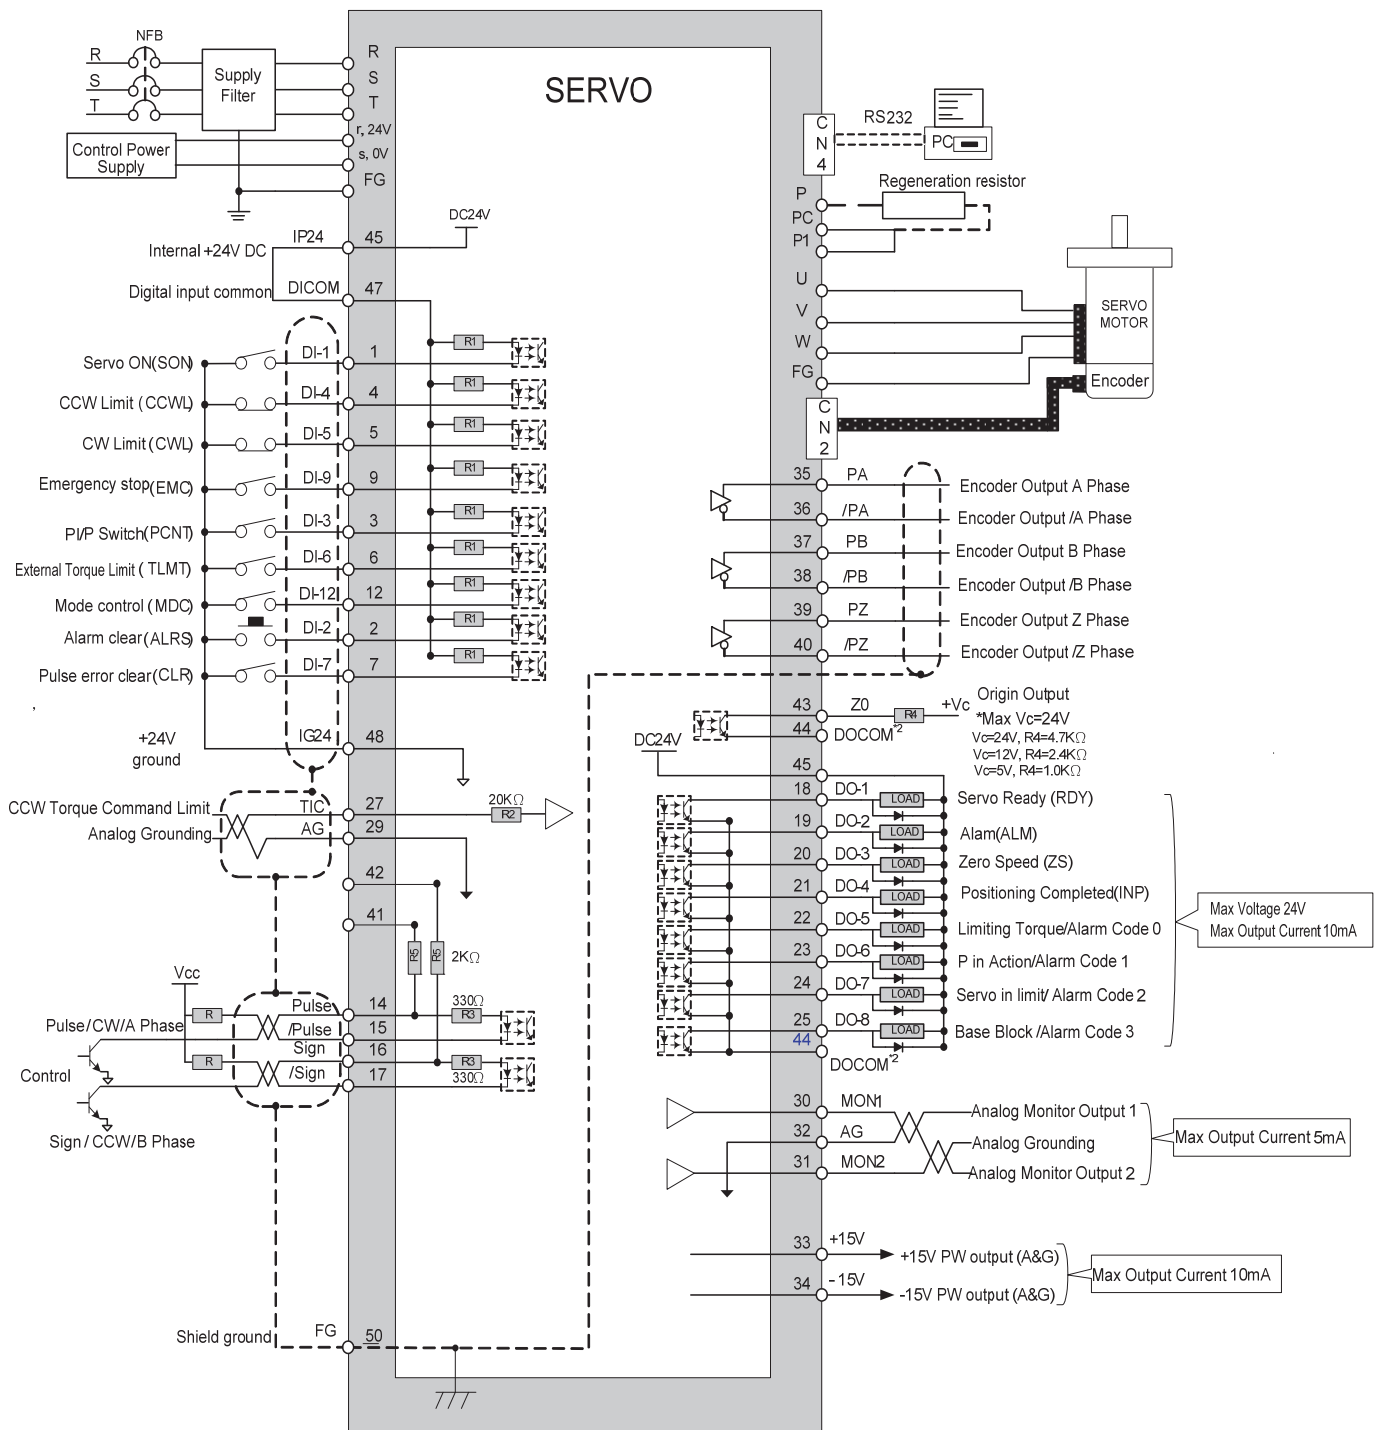 SERVO
NFB
R
S
T
Supply
Filter
R
S
T
r, 24V
s, 0V
FG
Control Power
Supply
Internal +24V DC
IP24
45
DC24V
Digital input common
DICOM
47
Servo ON(SON)
DI-1
1
R1
CCW Limit (CCWL)
DI-4
4
R1
CW Limit (CWL)
DI-5
5
R1
Emergency stop(EMC)
DI-9
9
R1
PI/P Switch(PCNT)
DI-3
3
R1
External Torque Limit (TLMT)
DI-6
6
R1
Mode control (MDC)
DI-12
12
R1
Alarm clear(ALRS)
DI-2
2
R1
Pulse error clear(CLR)
DI-7
7
R1
,
+24V
ground
IG24
48
CCW Torque Command Limit
TIC
27
20KΩ
R2
Analog Grounding
AG
29
42
41
R5
R5
2KΩ
Vcc
R
Pulse
14
330Ω
R3
Pulse/CW/A Phase
/Pulse
15
Sign
16
R
R3
Control
/Sign
17
330Ω
Sign / CCW/B Phase
Shield ground
FG
50
CN4
RS232
PC
Regeneration resistor
P
PC
P1
U
V
W
FG
SERVO
MOTOR
Encoder
CN2
35
PA
Encoder Output A Phase
36
/PA
Encoder Output /A Phase
37
PB
Encoder Output B Phase
38
/PB
Encoder Output /B Phase
39
PZ
Encoder Output Z Phase
40
/PZ
Encoder Output /Z Phase
43
Z0
R4
+Vc
Origin Output
*Max Vc=24V
Vc=24V, R4=4.7KΩ
Vc=12V, R4=2.4KΩ
Vc=5V, R4=1.0KΩ
44
DOCOM*2
DC24V
45
18
DO-1
LOAD
Servo Ready (RDY)
19
DO-2
LOAD
Alam(ALM)
20
DO-3
LOAD
Zero Speed (ZS)
21
DO-4
LOAD
Positioning Completed(INP)
22
DO-5
LOAD
Limiting Torque/Alarm Code 0
23
DO-6
LOAD
P in Action/Alarm Code 1
24
DO-7
LOAD
Servo in limit/ Alarm Code 2
25
DO-8
LOAD
Base Block /Alarm Code 3
44
DOCOM*2
Max Voltage 24V
Max Output Current 10mA
30
MON1
Analog Monitor Output 1
32
AG
Analog Grounding
31
MON2
Analog Monitor Output 2
Max Output Current 5mA
33
+15V
+15V PW output (A&G)
34
-15V
-15V PW output (A&G)
Max Output Current 10mA